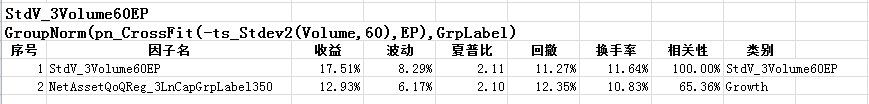 StdV_3Volume60EP
GroupNorm(pn_CrossFit(-ts_Stdev2(Volume,60),EP),GrpLabel)
序号 因子名 收益 波动 夏普比 回撤 换手率 相关性 类别
1 StdV_3Volume60EP 17.51% 8.29% 2.11 11.27% 11.64% 100.00% StdV_3Volume60EP
2 NetAssetQoQReg_3LnCapGrpLabel350 12.93% 6.17% 2.10 12.35% 10.83% 65.36% Growth